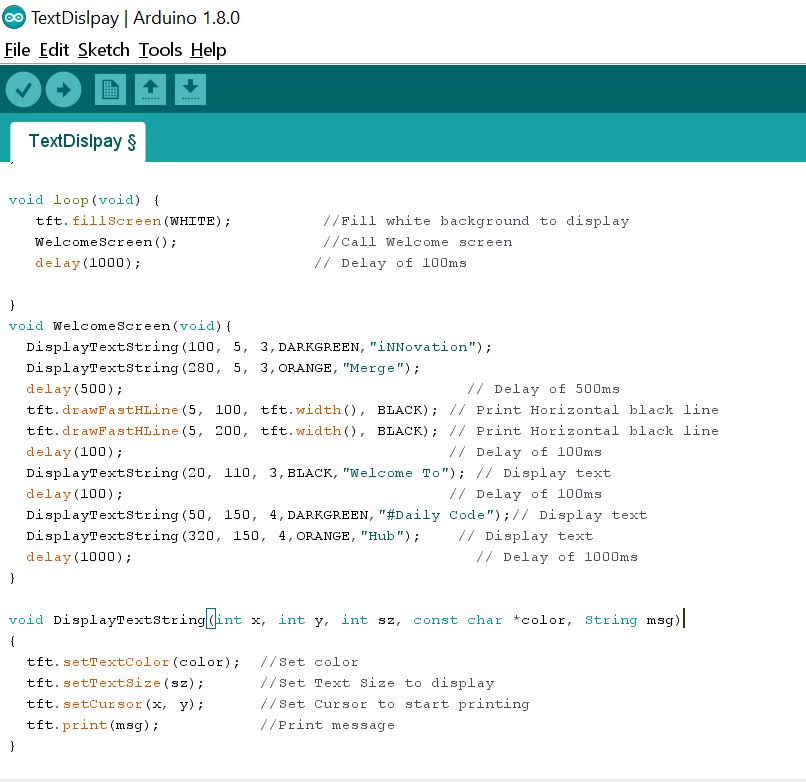 TextDislpay | Arduino 1.8.0
File Edit Sketch Tools Help
TextDislpay §
void loop(void) {
tft.fillScreen(WHITE); //Fill white background to display
WelcomeScreen(); //Call Welcome screen
delay(1000); // Delay of 100ms
}
void WelcomeScreen(void){
DisplayTextString(100, 5, 3,DARKGREEN,"iNNovation");
DisplayTextString(280, 5, 3,ORANGE,"Merge");
delay(500); // Delay of 500ms
tft.drawFastHLine(5, 100, tft.width(), BLACK); // Print Horizontal black line
tft.drawFastHLine(5, 200, tft.width(), BLACK); // Print Horizontal black line
delay(100); // Delay of 100ms
DisplayTextString(20, 110, 3,BLACK,"Welcome To"); // Display text
delay(100); // Delay of 100ms
DisplayTextString(50, 150, 4,DARKGREEN,"#Daily Code");// Display text
DisplayTextString(320, 150, 4,ORANGE,"Hub"); // Display text
delay(1000); // Delay of 1000ms
}
void DisplayTextString(int x, int y, int sz, const char *color, String msg)
{
tft.setTextColor(color); //Set color
tft.setTextSize(sz); //Set Text Size to display
tft.setCursor(x, y); //Set Cursor to start printing
tft.print(msg); //Print message
}